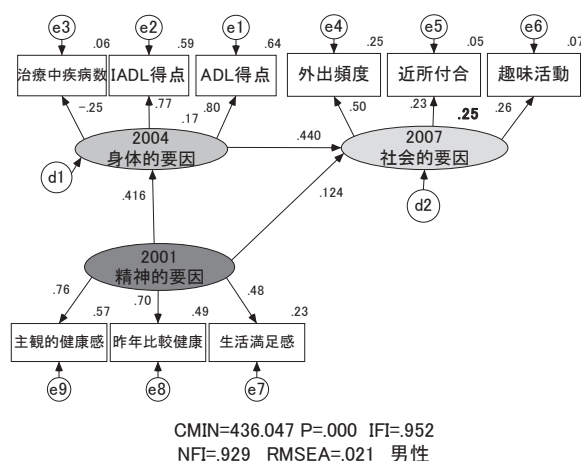 e3 e2 e1 e4 e5 e6
.06 .59 .64 .25 .05 .07
治療中疾病数 IADL得点 ADL得点 外出頻度 近所付合 趣味活動
-.25 .77 .17 .80 .50 .23 .25 .26
2004
身体的要因
.440
2007
社会的要因
d1 d2
.416 .124
2001
精神的要因
.76 .70 .48
.57 .49 .23
主観的健康感 昨年比較健康 生活満足感
e9 e8 e7
CMIN=436.047 P=.000 IFI=.952
NFI=.929 RMSEA=.021 男性